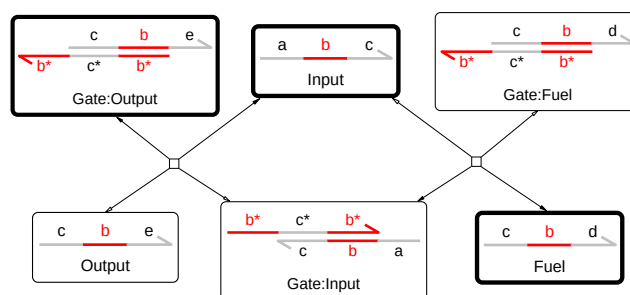 c b e
b* c* b*
Gate:Output
a b c
Input
c b d
b* c* b*
Gate:Fuel
c b e
Output
b* c* b*
c b a
Gate:Input
c b d
Fuel